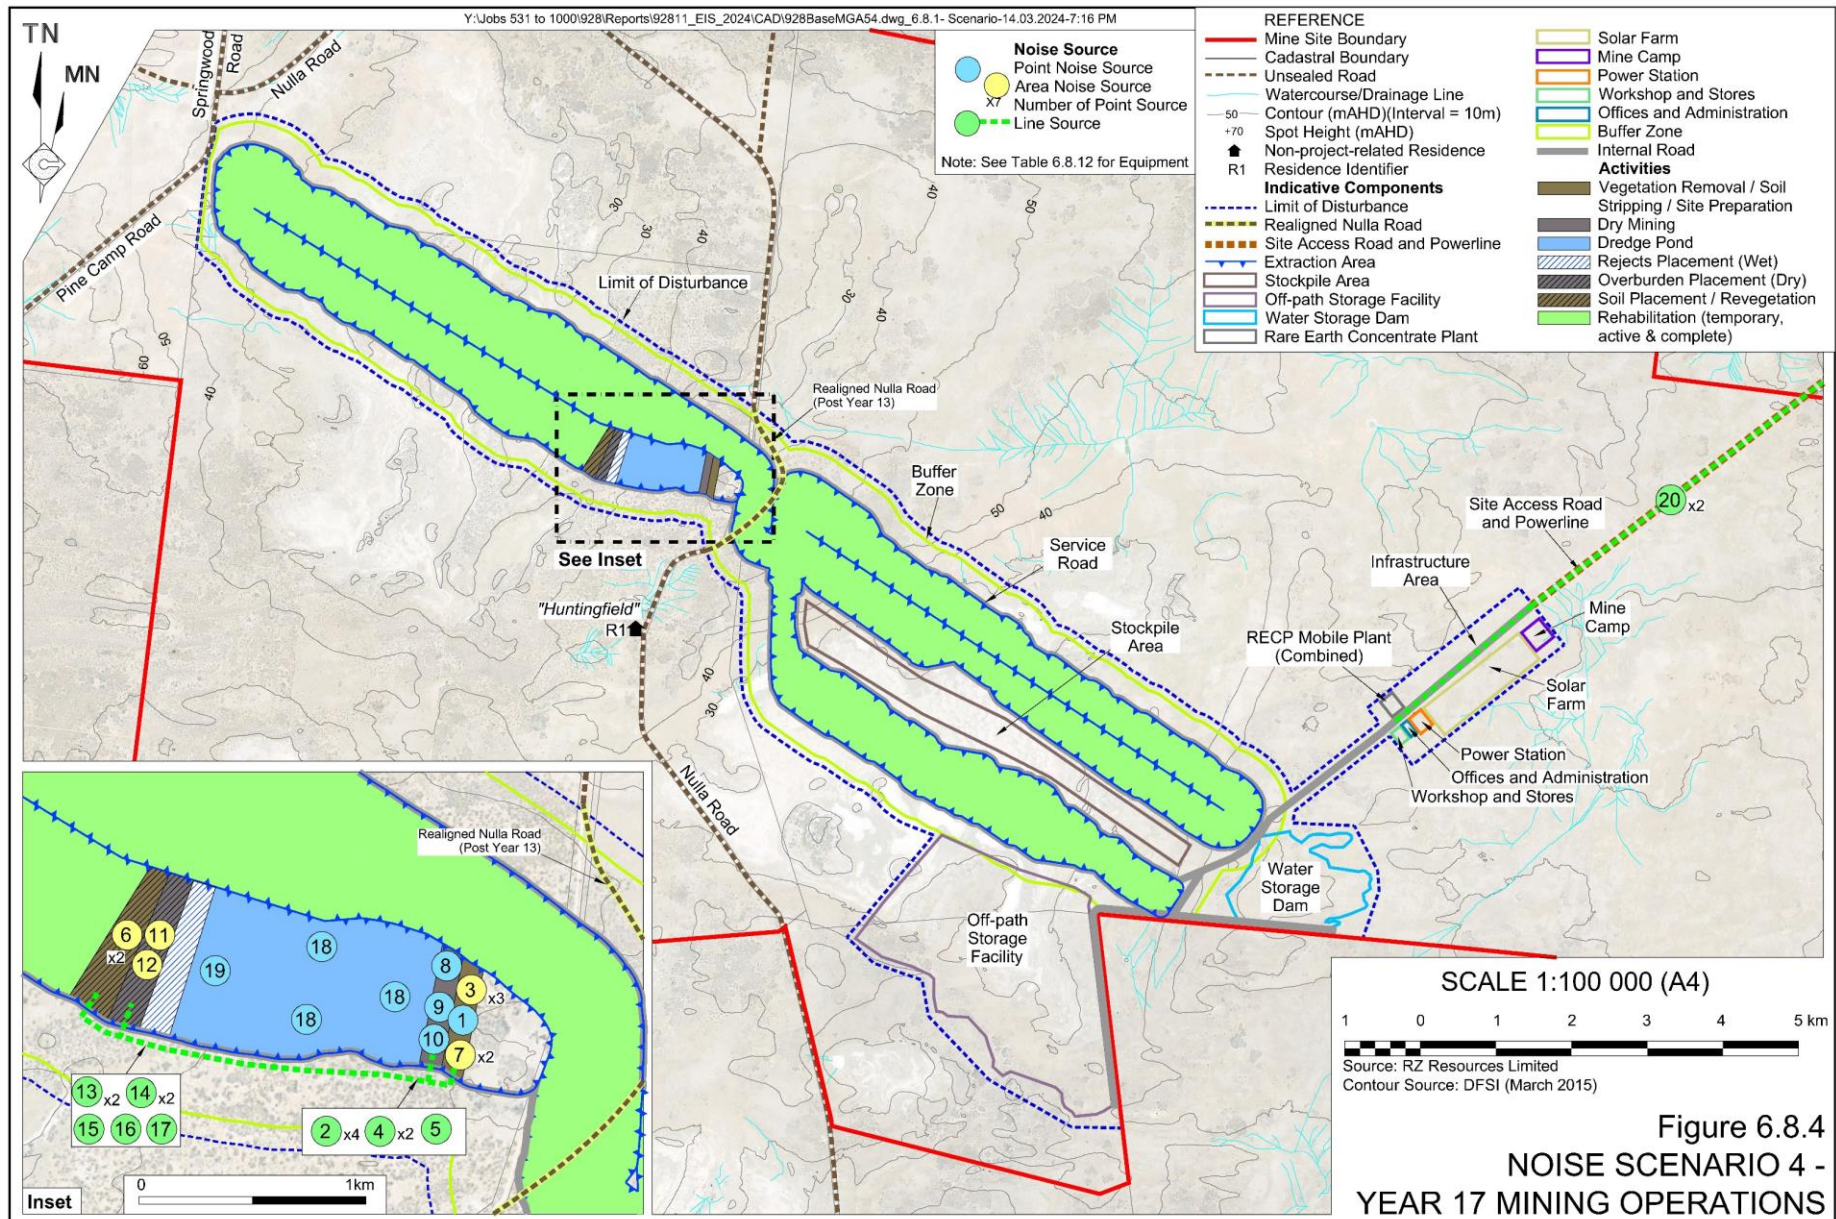 Y:\Jobs 531 to 1000\928\Reports\92811_EIS_2024\CAD\928BaseMGA54.dwg_6.8.1- Scenario-14.03.2024-7:16 PM
TN
MN
Springwood
Road
Nulla Road
Pine Camp Road
Noise Source
Point Noise Source
Area Noise Source
x7 Number of Point Source
Line Source
Note: See Table 6.8.12 for Equipment
REFERENCE
Mine Site Boundary
Cadastral Boundary
Unsealed Road
Watercourse/Drainage Line
50 Contour (mAHD)(Interval = 10m)
+70 Spot Height (mAHD)
Non-project-related Residence
R1 Residence Identifier
Indicative Components
Limit of Disturbance
Realigned Nulla Road
Site Access Road and Powerline
Extraction Area
Stockpile Area
Off-path Storage Facility
Water Storage Dam
Rare Earth Concentrate Plant
Solar Farm
Mine Camp
Power Station
Workshop and Stores
Offices and Administration
Buffer Zone
Internal Road
Activities
Vegetation Removal / Soil
Stripping / Site Preparation
Dry Mining
Dredge Pond
Rejects Placement (Wet)
Overburden Placement (Dry)
Soil Placement / Revegetation
Rehabilitation (temporary,
active & complete)
40
50
30
30
40
30
40
50
60
40
Limit of Disturbance
Realigned Nulla Road
(Post Year 13)
Buffer
Zone
50
40
Service
Road
See Inset
"Huntingfield"
R1
40
30
Nulla Road
Stockpile
Area
Site Access Road
and Powerline
20 x2
Infrastructure
Area
RECP Mobile Plant
(Combined)
Mine
Camp
Solar
Farm
Power Station
Offices and Administration
Workshop and Stores
Water
Storage
Dam
Off-path
Storage
Facility
Realigned Nulla Road
(Post Year 13)
6
11
x2
12
19
18
18
18
8
3 x3
9
1
10
7 x2
13 x2 14 x2
15 16 17
2 x4 4 x2 5
0 1km
Inset
SCALE 1:100 000 (A4)
1 0 1 2 3 4 5 km
Source: RZ Resources Limited
Contour Source: DFSI (March 2015)
Figure 6.8.4
NOISE SCENARIO 4 -
YEAR 17 MINING OPERATIONS